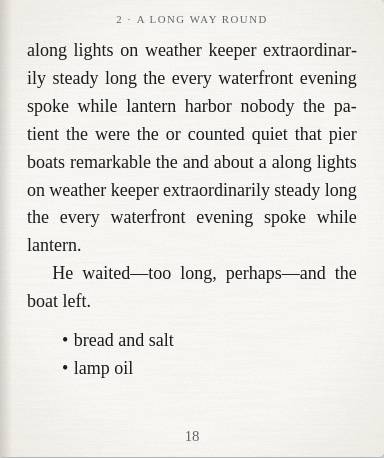 2 · A LONG WAY ROUND
along lights on weather keeper extraordinar-
ily steady long the every waterfront evening
spoke while lantern harbor nobody the pa-
tient the were the or counted quiet that pier
boats remarkable the and about a along lights
on weather keeper extraordinarily steady long
the every waterfront evening spoke while
lantern.
He waited—too long, perhaps—and the
boat left.
• bread and salt
• lamp oil
18